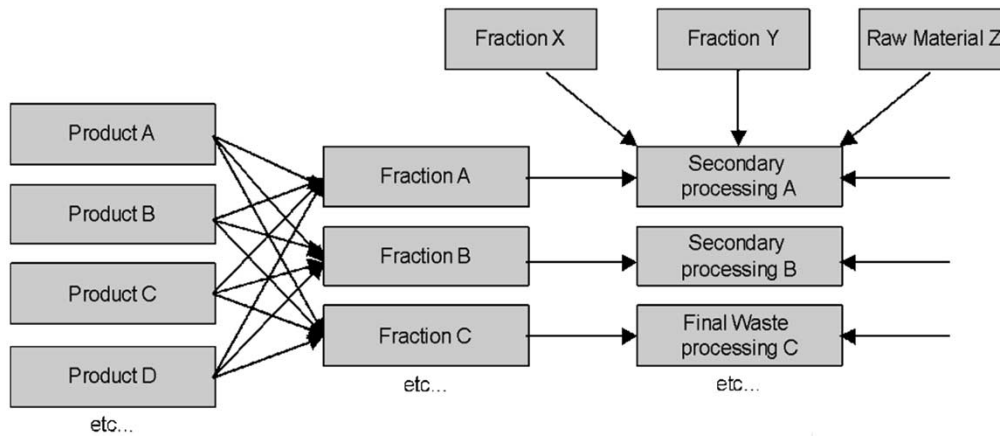 Fraction X
Fraction Y
Raw Material Z
Product A
Product B
Product C
Product D
etc...
Fraction A
Fraction B
Fraction C
etc...
Secondary
processing A
Secondary
processing B
Final Waste
processing C
etc...